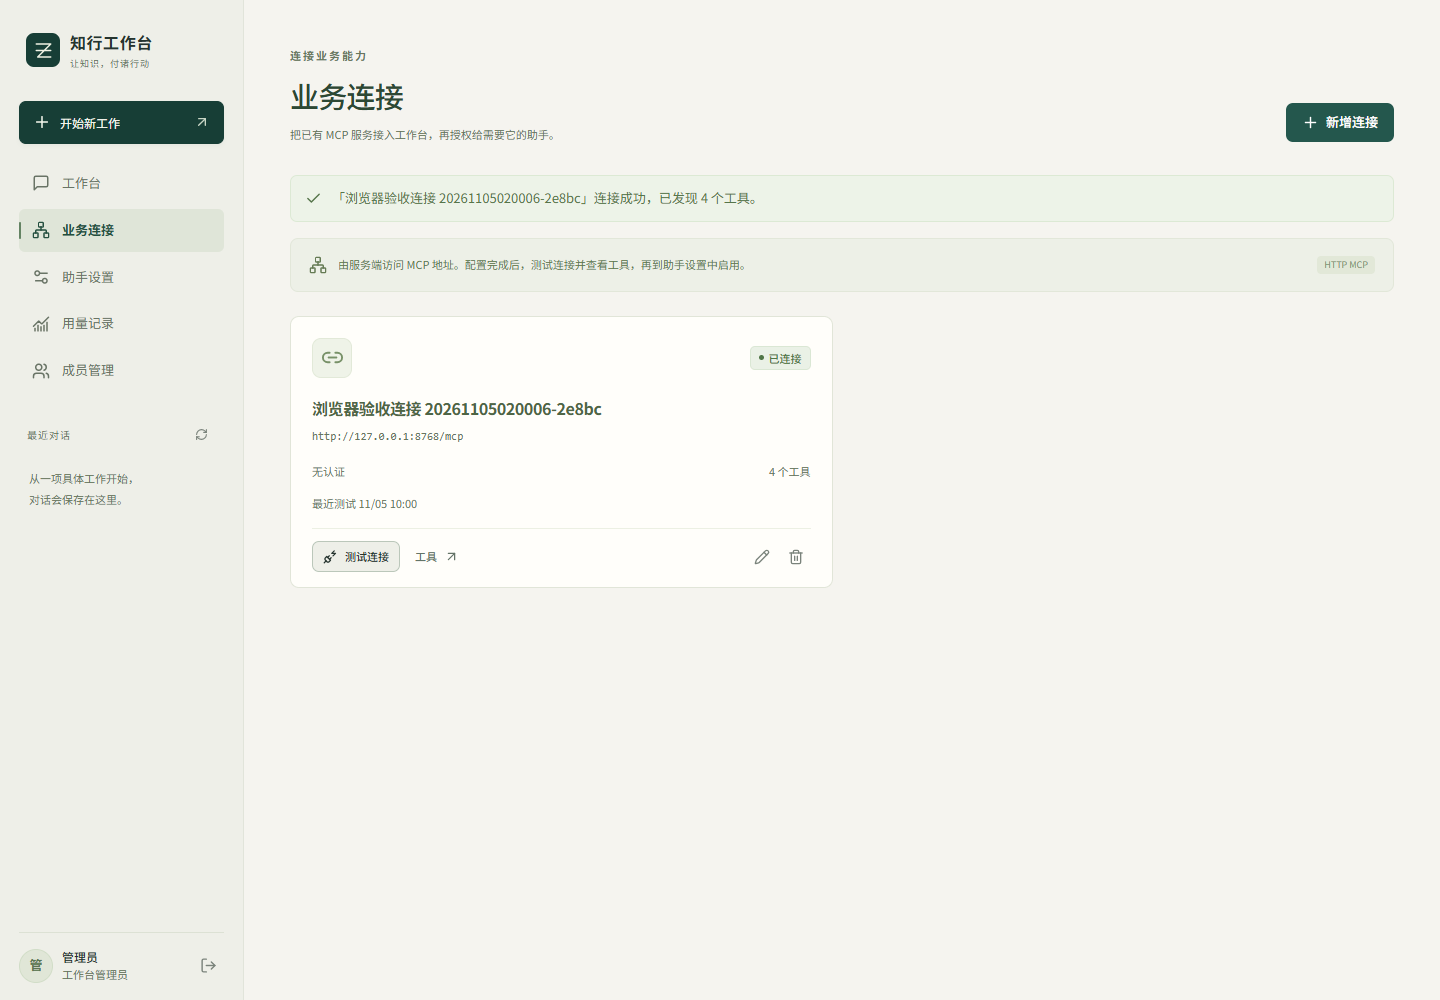 知行工作台
让知识，付诸行动
开始新工作
工作台
业务连接
助手设置
用量记录
成员管理
最近对话
从一项具体工作开始，
对话会保存在这里。
管
管理员
工作台管理员
连接业务能力
业务连接
把已有 MCP 服务接入工作台，再授权给需要它的助手。
新增连接
「浏览器验收连接 20261105020006-2e8bc」连接成功，已发现 4 个工具。
由服务端访问 MCP 地址。配置完成后，测试连接并查看工具，再到助手设置中启用。
HTTP MCP
已连接
浏览器验收连接 20261105020006-2e8bc
http://127.0.0.1:8768/mcp
无认证
4 个工具
最近测试 11/05 10:00
测试连接
工具